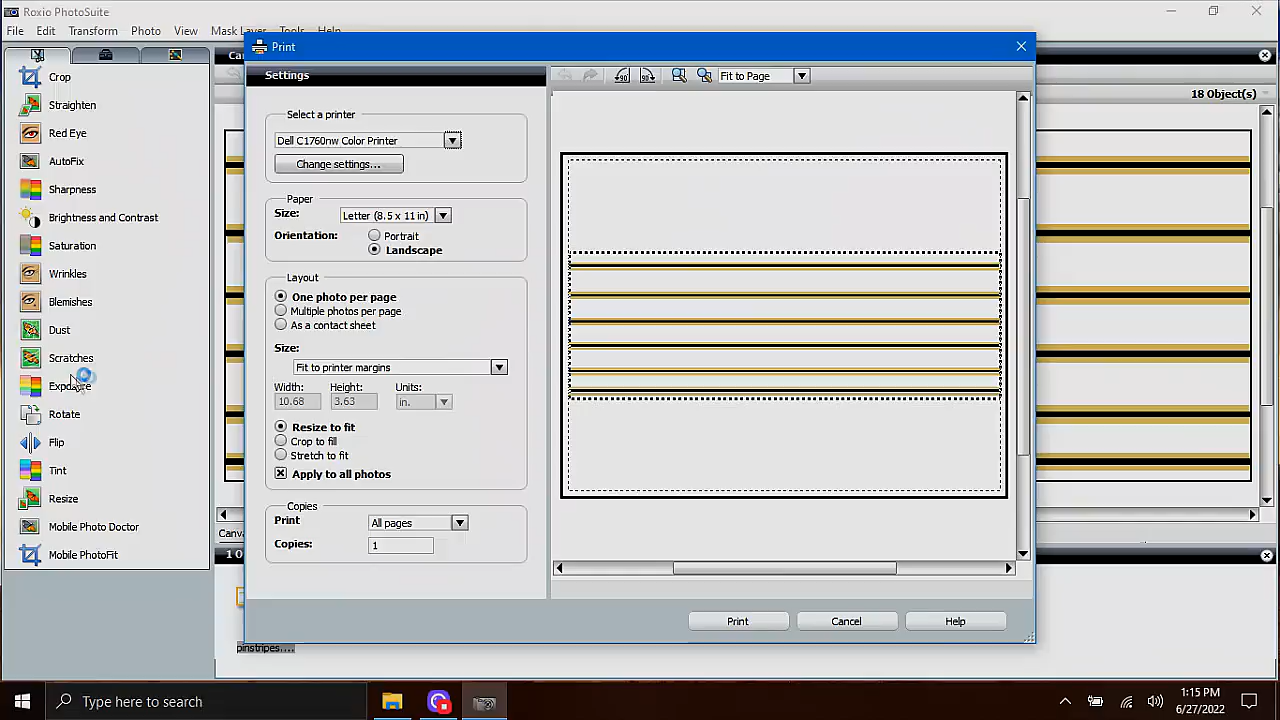 Roxio PhotoSuite
File Edit Transform Photo View Mask Layer Tools Help
Print
Settings
Fit to Page
18 Object(s)
Crop
Straighten
Red Eye
AutoFix
Sharpness
Brightness and Contrast
Saturation
Wrinkles
Blemishes
Dust
Scratches
Exposure
Rotate
Flip
Tint
Resize
Mobile Photo Doctor
Mobile PhotoFit
Select a printer
Dell C1760nw Color Printer
Change settings...
Paper
Size: Letter (8.5 x 11 in)
Orientation: Portrait
Landscape
Layout
One photo per page
Multiple photos per page
As a contact sheet
Size:
Fit to printer margins
Width: Height: Units:
10.68 3.63 in.
Resize to fit
Crop to fill
Stretch to fit
Apply to all photos
Copies
Print All pages
Copies: 1
Print Cancel Help
pinstripes....
Type here to search
1:15 PM
6/27/2022